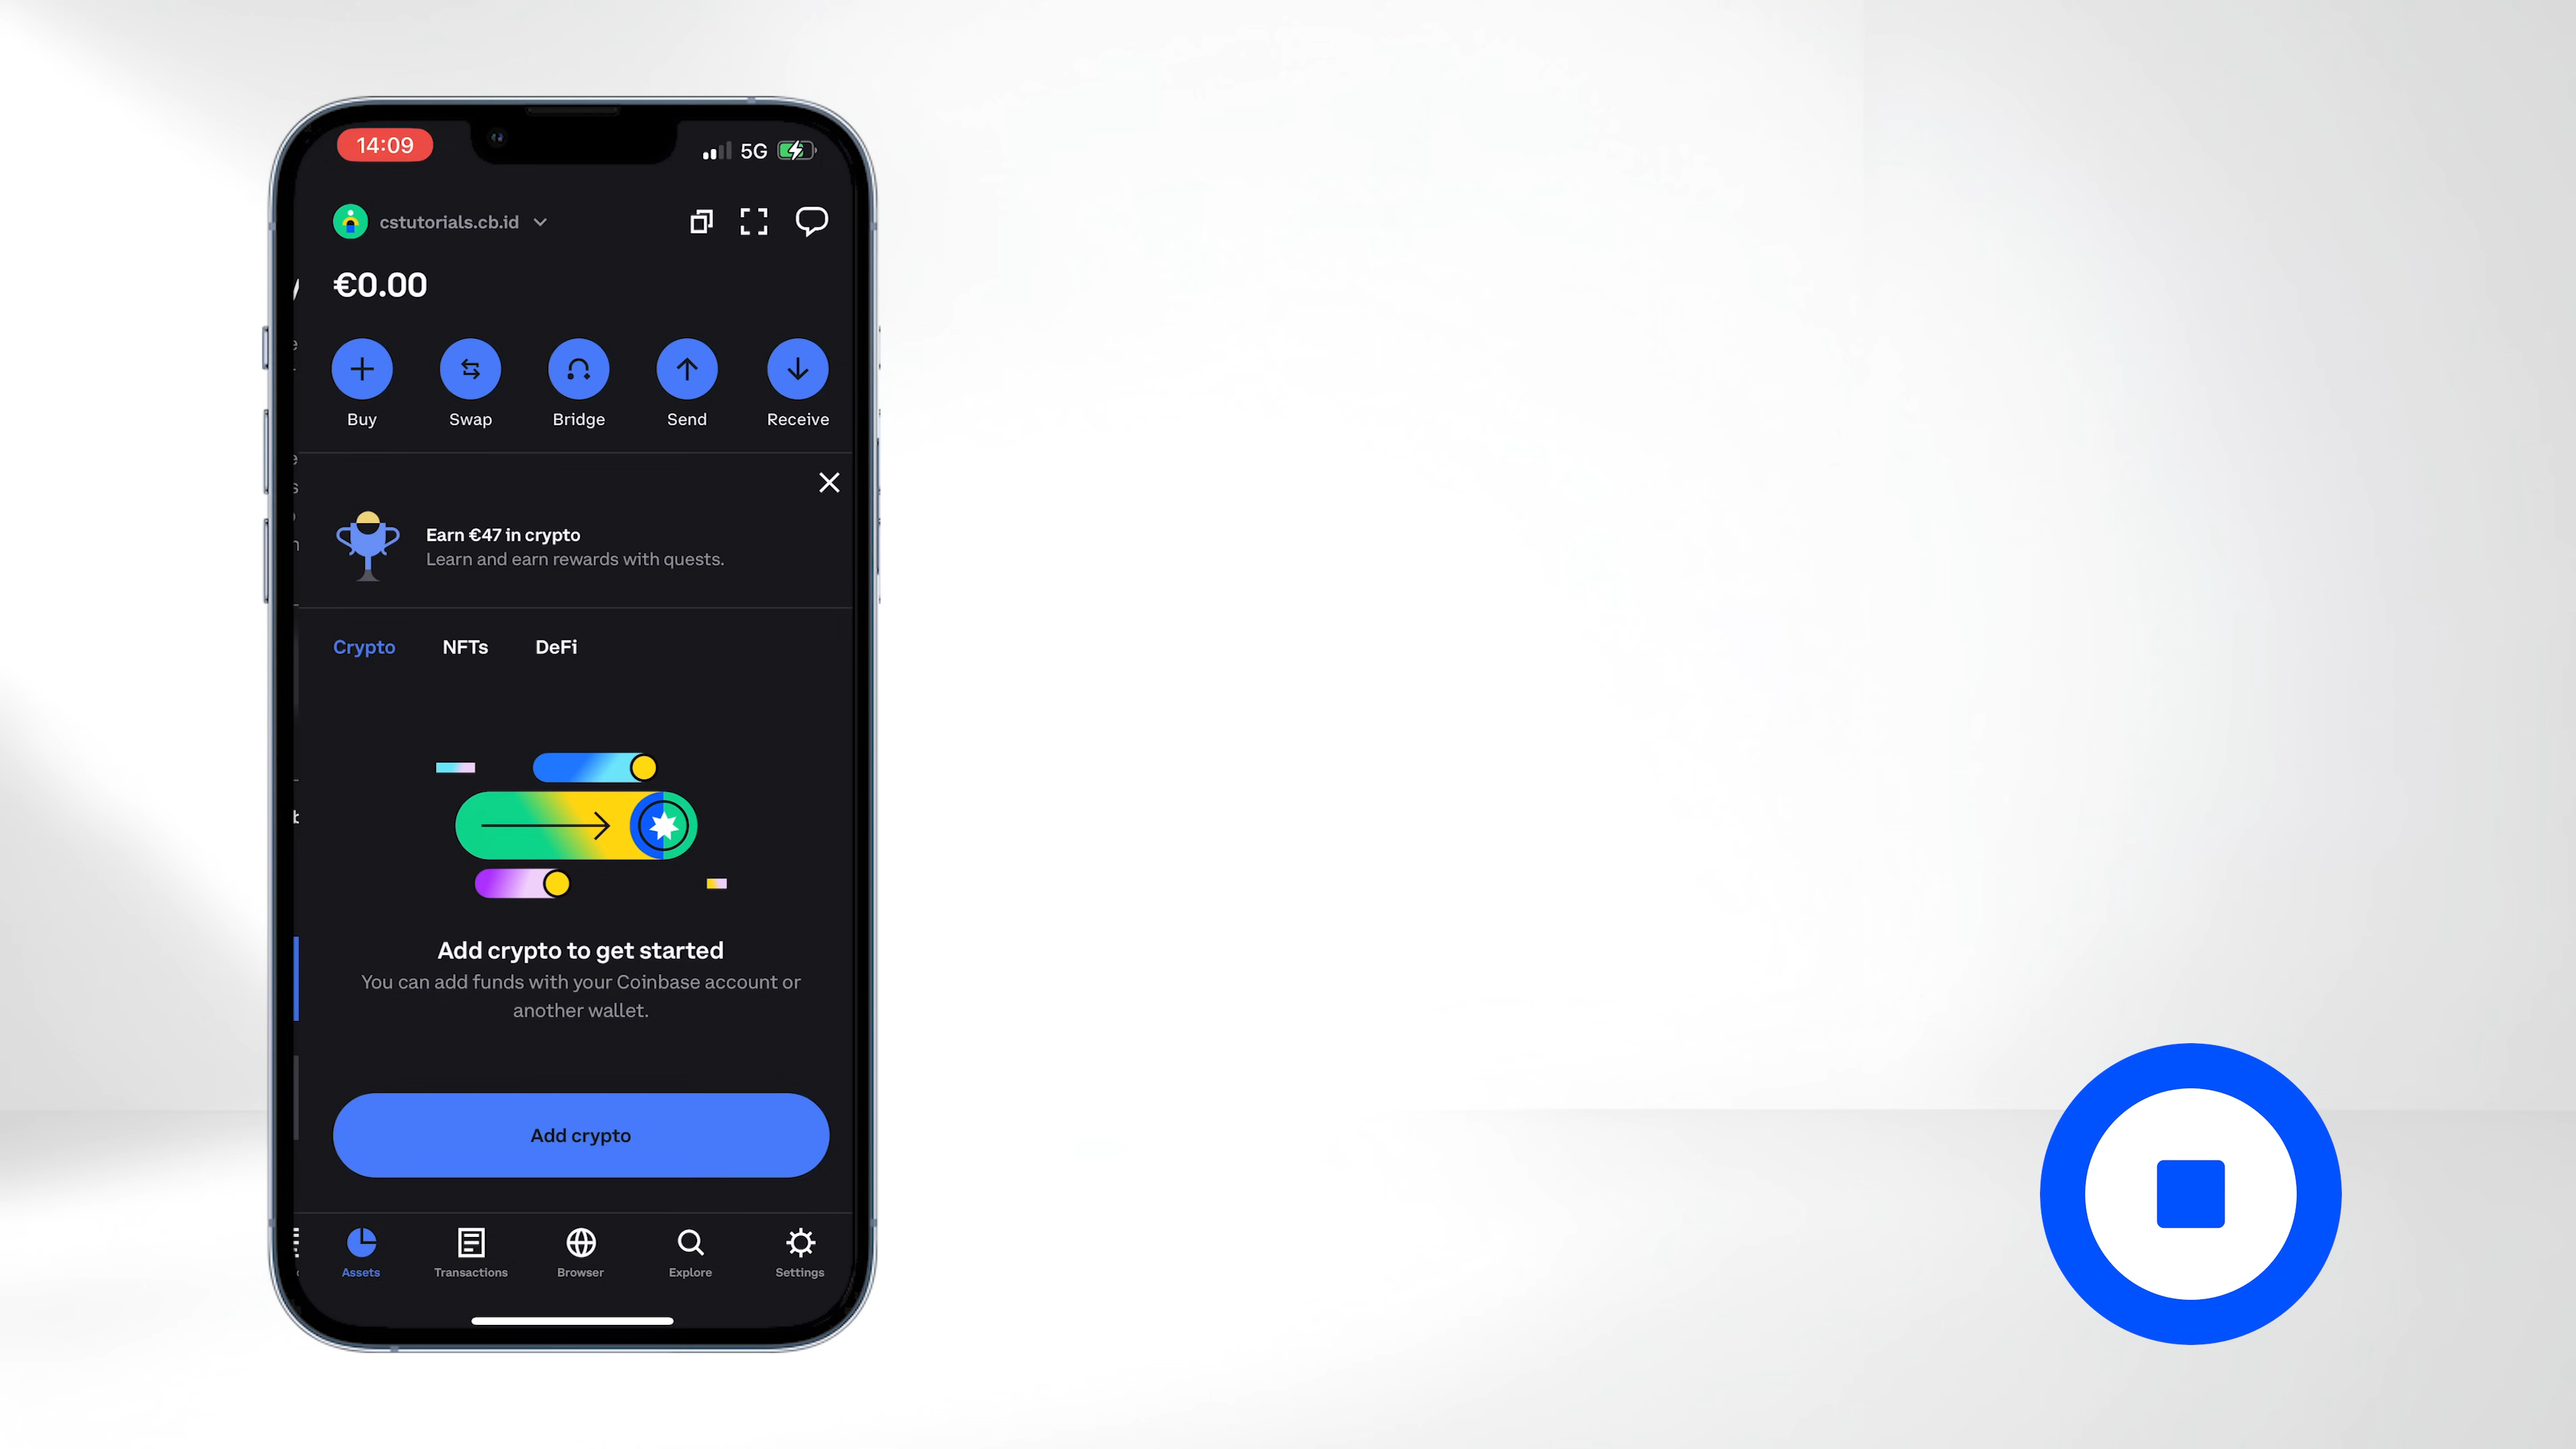 14:09
5G
cstutorials.cb.id
€0.00
Buy
Swap
Bridge
Send
Receive
Earn €47 in crypto
Learn and earn rewards with quests.
Crypto
NFTs
DeFi
Add crypto to get started
You can add funds with your Coinbase account or
another wallet.
Add crypto
Assets
Transactions
Browser
Explore
Settings